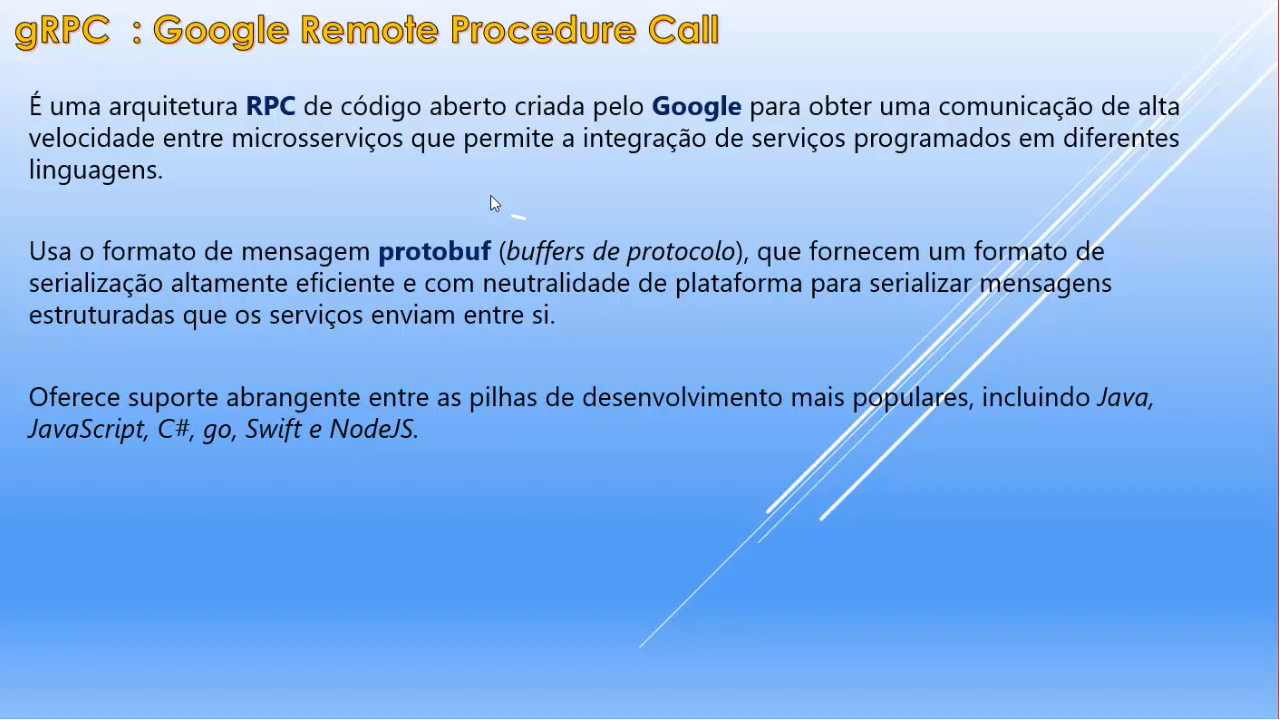 gRPC : Google Remote Procedure Call
É uma arquitetura RPC de código aberto criada pelo Google para obter uma comunicação de alta
velocidade entre microsserviços que permite a integração de serviços programados em diferentes
linguagens.
Usa o formato de mensagem protobuf (buffers de protocolo), que fornecem um formato de
serialização altamente eficiente e com neutralidade de plataforma para serializar mensagens
estruturadas que os serviços enviam entre si.
Oferece suporte abrangente entre as pilhas de desenvolvimento mais populares, incluindo Java,
JavaScript, C#, go, Swift e NodeJS.